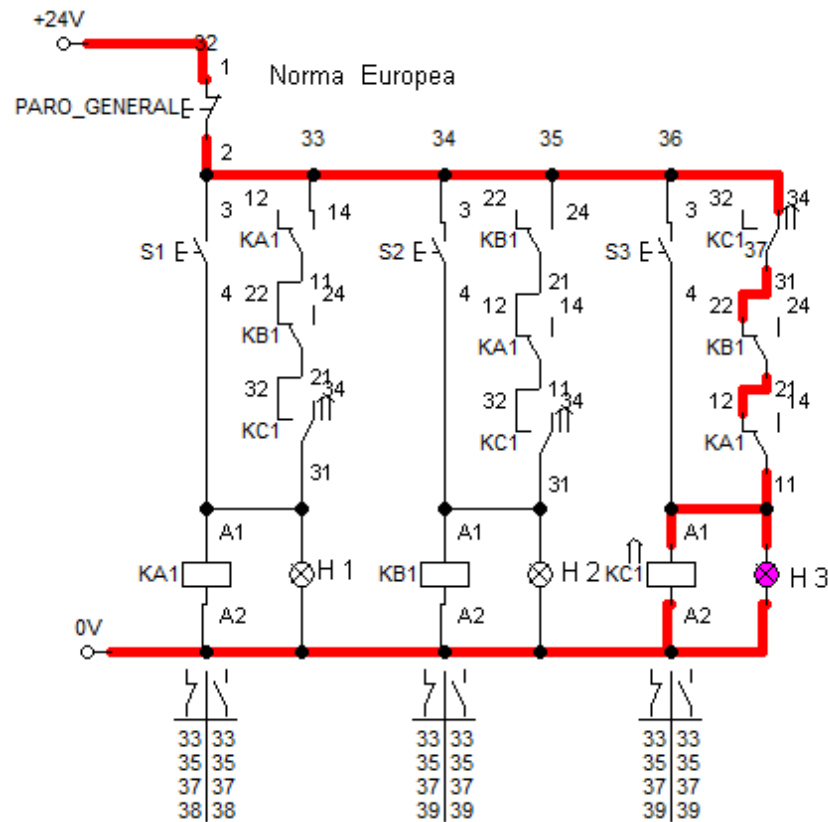 +24V
32
1
Norma Europea
PARO_GENERAL
2
33 34 35 36
3 12 14 3 22 24 3 32 34
S1 KA1 S2 KB1 S3 KC1 37
4 11 4 21 4 31
22 24 12 14 22 24
KB1 KA1 KB1
21 11 21
32 34 32 34 12 14
KC1 KC1 KA1
31 31 11
A1 A1 A1
KA1 H 1 KB1 H 2 KC1 H 3
A2 A2 A2
0V
33 33 33 33 33 33
35 35 35 35 35 35
37 37 37 37 37 37
38 38 39 39 39 39